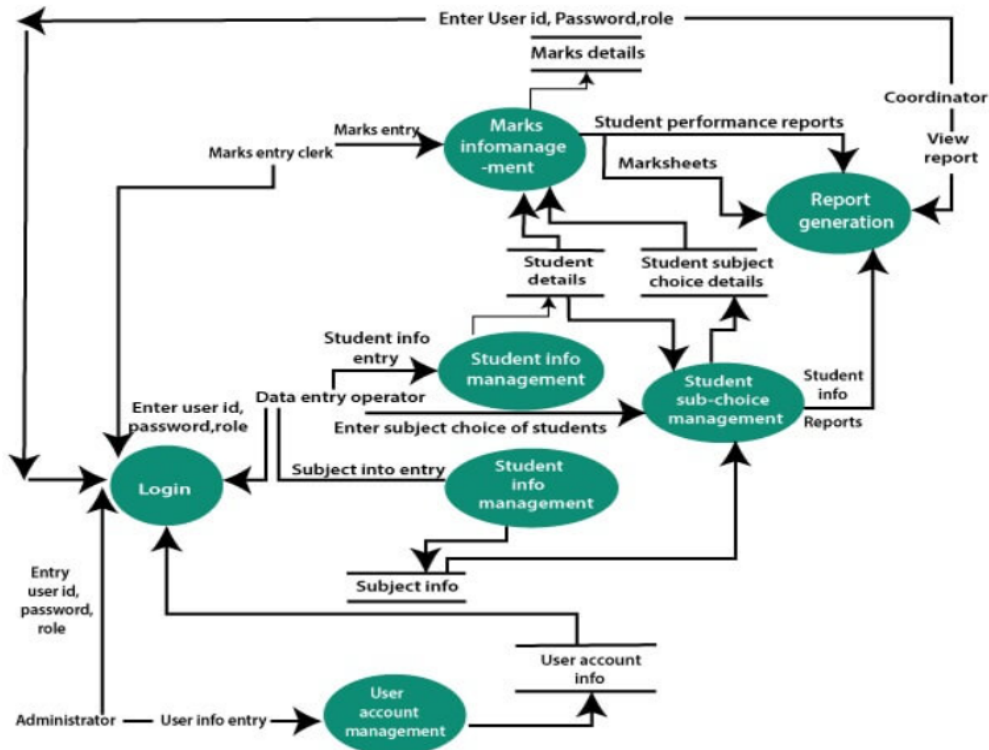 Enter User id, Password,role
Marks details
Coordinator
Marks entry
Marks
infomanage
-ment
Student performance reports
View
report
Marks entry clerk
Marksheets
Report
generation
Student
details
Student subject
choice details
Student info
entry
Student info
management
Student
sub-choice
management
Student
info
Reports
Data entry operator
Enter user id,
password,role
Enter subject choice of students
Subject into entry
Student
info
management
Login
Entry
user id,
password,
role
Subject info
User account
info
User
account
management
Administrator
User info entry